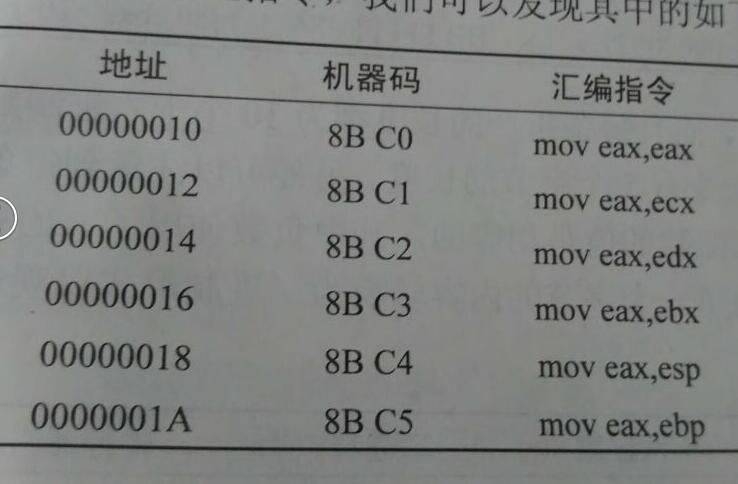 我们可以发现其中的如
地址 机器码 汇编指令
00000010 8B C0 mov eax,eax
00000012 8B C1 mov eax,ecx
00000014 8B C2 mov eax,edx
00000016 8B C3 mov eax,ebx
00000018 8B C4 mov eax,esp
0000001A 8B C5 mov eax,ebp